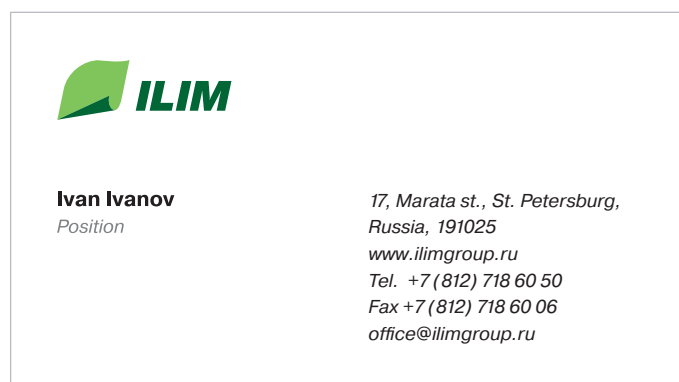 ILIM
Ivan Ivanov
Position
17, Marata st., St. Petersburg,
Russia, 191025
www.ilimgroup.ru
Tel. +7 (812) 718 60 50
Fax +7 (812) 718 60 06
office@ilimgroup.ru